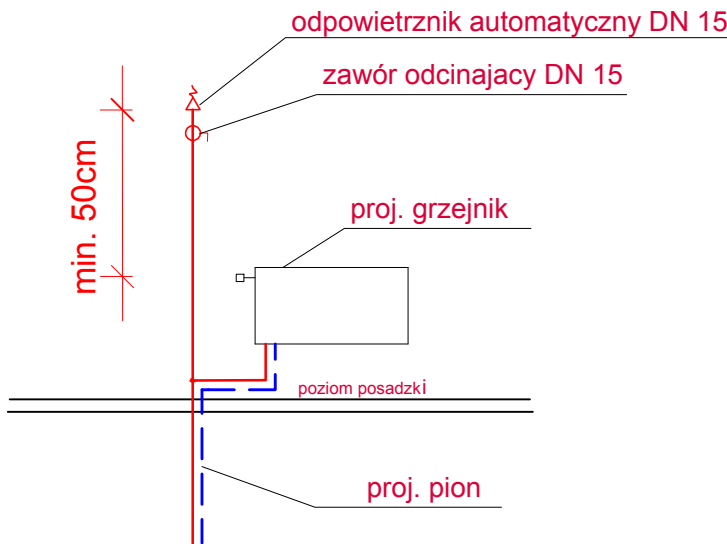 odpowietrznik automatyczny DN 15
zawór odcinajacy DN 15
min. 50cm
proj. grzejnik
poziom posadzki
proj. pion